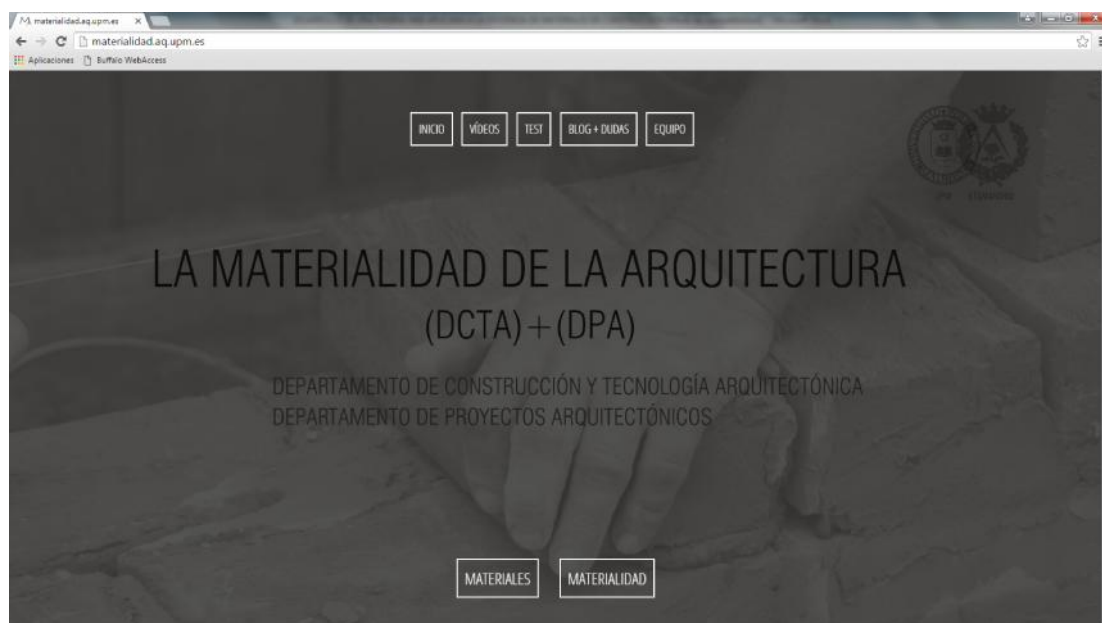 materialidad.aq.upm.es
materialidad.aq.upm.es
Aplicaciones Buffalo WebAccess
INICIO VÍDEOS TEST BLOG + DUDAS EQUIPO
LA MATERIALIDAD DE LA ARQUITECTURA
(DCTA)+(DPA)
DEPARTAMENTO DE CONSTRUCCIÓN Y TECNOLOGÍA ARQUITECTÓNICA
DEPARTAMENTO DE PROYECTOS ARQUITECTÓNICOS
MATERIALES MATERIALIDAD